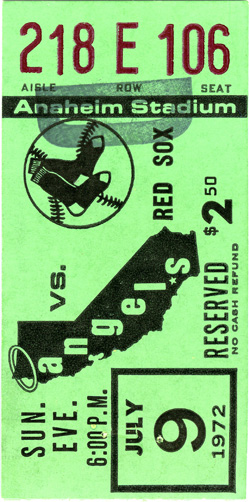 218 E 106
AISLE ROW SEAT
Anaheim Stadium
RED SOX
VS.
angels
$2.50
RESERVED
NO CASH REFUND
SUN.
EVE.
6:00 P.M.
JULY
9
1972